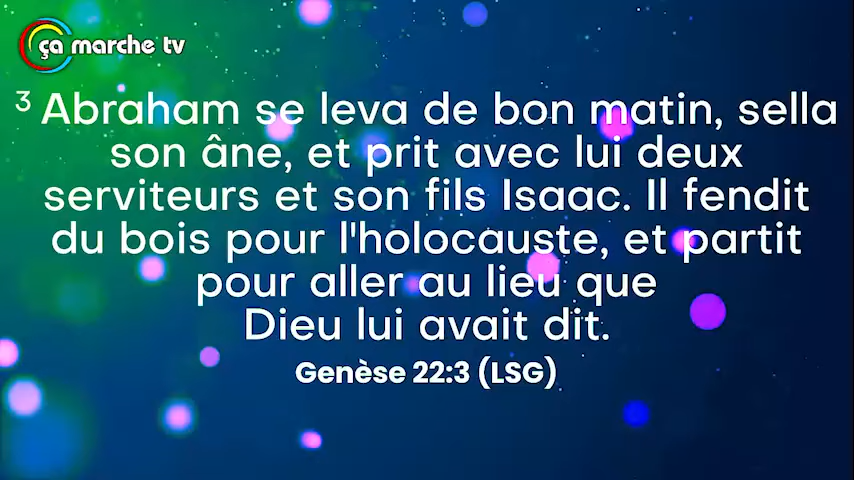 ça marche tv
3 Abraham se leva de bon matin, sella
son âne, et prit avec lui deux
serviteurs et son fils Isaac. Il fendit
du bois pour l'holocauste, et partit
pour aller au lieu que
Dieu lui avait dit.
Genèse 22:3 (LSG)